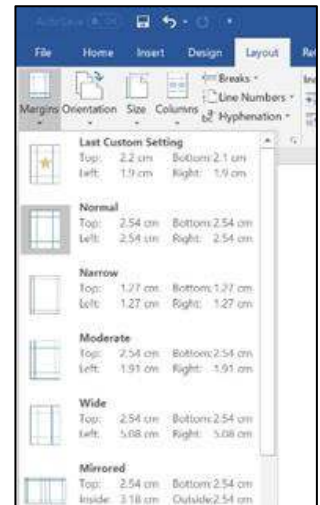 AutoSave
File Home Insert Design Layout
Margins Orientation Size Columns
Breaks
Line Numbers
Hyphenation
Last Custom Setting
Top: 2.2 cm Bottom: 2.1 cm
Left: 1.9 cm Right: 1.9 cm
Normal
Top: 2.54 cm Bottom: 2.54 cm
Left: 2.54 cm Right: 2.54 cm
Narrow
Top: 1.27 cm Bottom: 1.27 cm
Left: 1.27 cm Right: 1.27 cm
Moderate
Top: 2.54 cm Bottom: 2.54 cm
Left: 1.91 cm Right: 1.91 cm
Wide
Top: 2.54 cm Bottom: 2.54 cm
Left: 5.08 cm Right: 5.08 cm
Mirrored
Top: 2.54 cm Bottom: 2.54 cm
Inside: 3.18 cm Outside: 2.54 cm